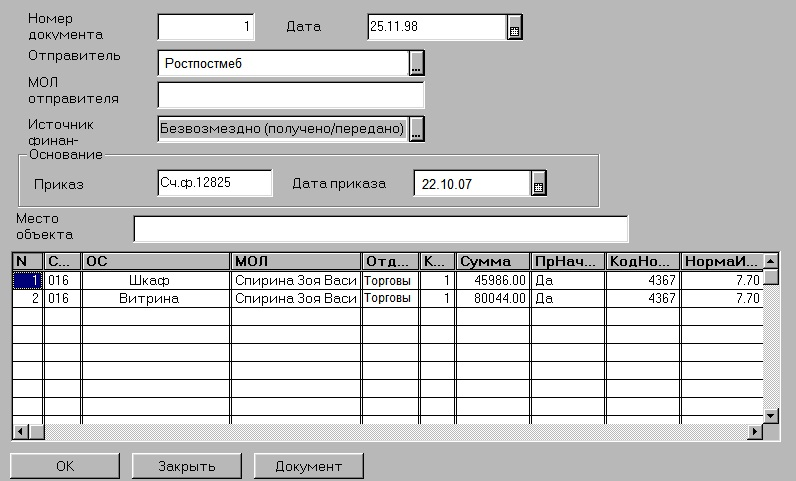 Номер документа 1 Дата 25.11.98
Отправитель Ростпостмеб ...
МОЛ отправителя
Источник финан- Безвозмездно (получено/передано) ...
Основание
Приказ Сч.ф.12825 Дата приказа 22.10.07
Место объекта
N С... ОС МОЛ Отд... К... Сумма ПрНач... КодНо... НормаИ...
1 016 Шкаф Спирина Зоя Васи Торговы 1 45986.00 Да 4367 7.70
2 016 Витрина Спирина Зоя Васи Торговы 1 80044.00 Да 4367 7.70
ОК Закрыть Документ